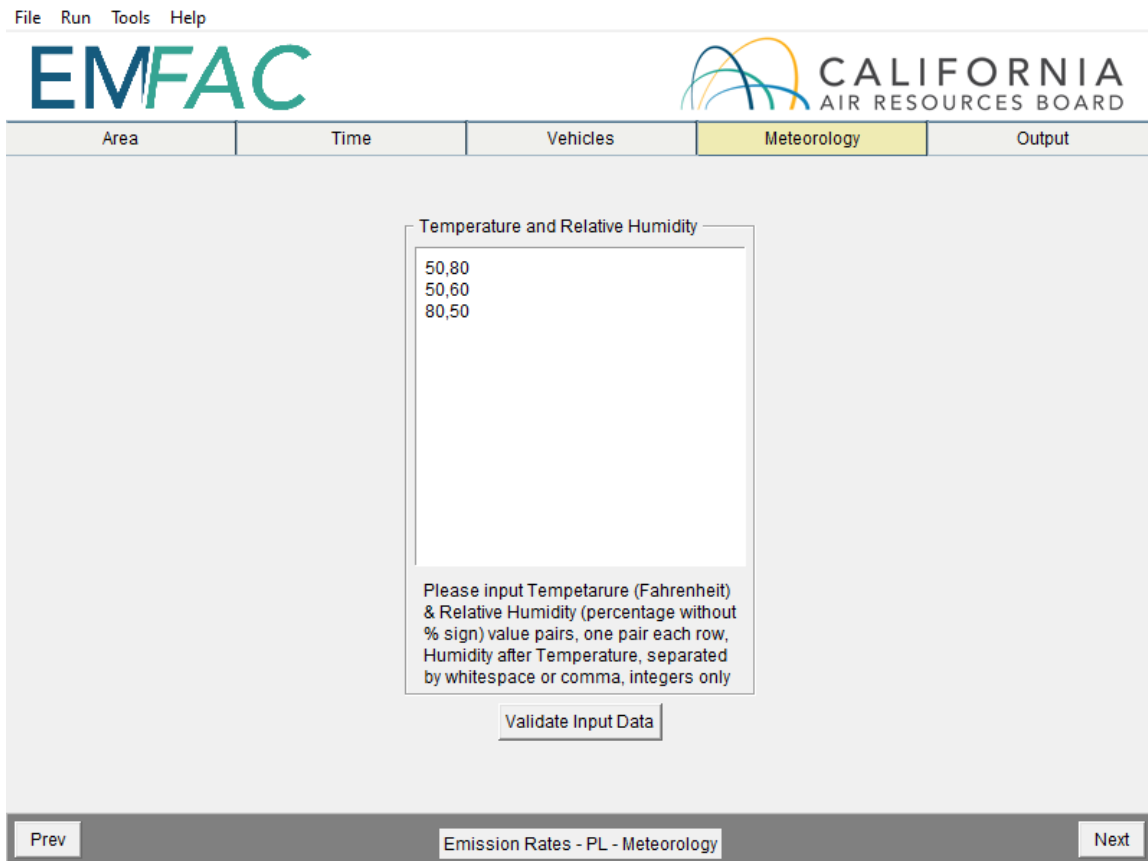 File Run Tools Help
EMFAC
CALIFORNIA
AIR RESOURCES BOARD
Area Time Vehicles Meteorology Output
Temperature and Relative Humidity
50,80
50,60
80,50
Please input Tempetarure (Fahrenheit)
& Relative Humidity (percentage without
% sign) value pairs, one pair each row,
Humidity after Temperature, separated
by whitespace or comma, integers only
Validate Input Data
Prev Emission Rates - PL - Meteorology Next